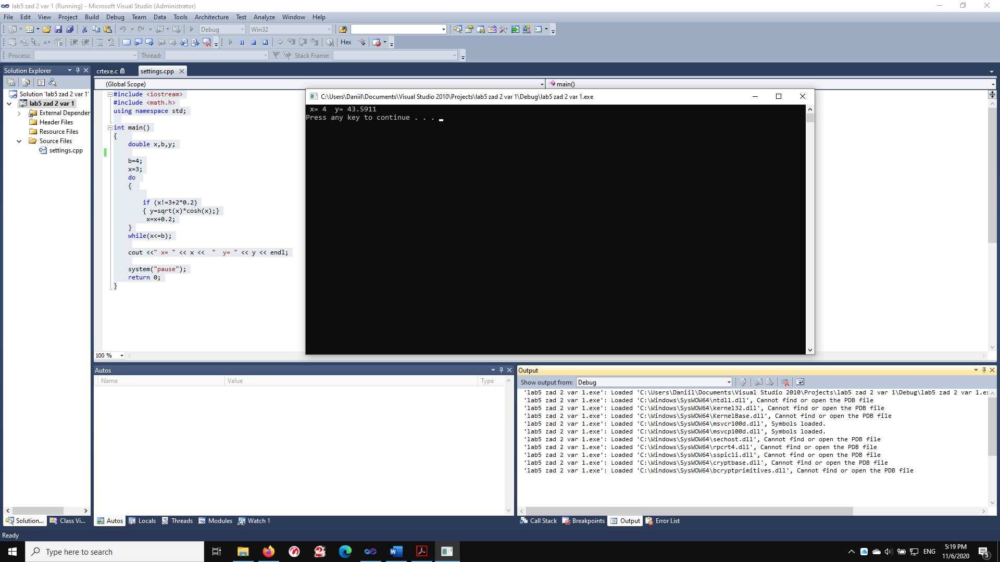 lab5 zad 2 var 1 (Running) - Microsoft Visual Studio (Administrator)
File Edit View Project Build Debug Team Data Tools Architecture Test Analyze Window Help
Debug Win32
Hex
Process: Thread: Stack Frame:
Solution Explorer
crtexe.c settings.cpp
(Global Scope) main()
Solution 'lab5 zad 2 var 1'
lab5 zad 2 var 1
External Depender
Header Files
Resource Files
Source Files
settings.cpp
#include <iostream>
#include <math.h>
using namespace std;
int main()
{
double x,b,y;
b=4;
x=3;
do
{
if (x!=3+2*0.2)
{ y=sqrt(x)*cosh(x);}
x=x+0.2;
}
while(x<=b);
cout <<" x= " << x << "  y= " << y << endl;
system("pause");
return 0;
}
100 %
C:\Users\Daniil\Documents\Visual Studio 2010\Projects\lab5 zad 2 var 1\Debug\lab5 zad 2 var 1.exe
x= 4  y= 43.5911
Press any key to continue . . .
Autos
Name Value Type
Output
Show output from: Debug
'lab5 zad 2 var 1.exe': Loaded 'C:\Users\Daniil\Documents\Visual Studio 2010\Projects\lab5 zad 2 var 1\Debug\lab5 zad 2 var 1.ex
'lab5 zad 2 var 1.exe': Loaded 'C:\Windows\SysWOW64\ntdll.dll', Cannot find or open the PDB file
'lab5 zad 2 var 1.exe': Loaded 'C:\Windows\SysWOW64\kernel32.dll', Cannot find or open the PDB file
'lab5 zad 2 var 1.exe': Loaded 'C:\Windows\SysWOW64\KernelBase.dll', Cannot find or open the PDB file
'lab5 zad 2 var 1.exe': Loaded 'C:\Windows\SysWOW64\msvcr100d.dll', Symbols loaded.
'lab5 zad 2 var 1.exe': Loaded 'C:\Windows\SysWOW64\msvcp100d.dll', Symbols loaded.
'lab5 zad 2 var 1.exe': Loaded 'C:\Windows\SysWOW64\sechost.dll', Cannot find or open the PDB file
'lab5 zad 2 var 1.exe': Loaded 'C:\Windows\SysWOW64\rpcrt4.dll', Cannot find or open the PDB file
'lab5 zad 2 var 1.exe': Loaded 'C:\Windows\SysWOW64\sspicli.dll', Cannot find or open the PDB file
'lab5 zad 2 var 1.exe': Loaded 'C:\Windows\SysWOW64\cryptbase.dll', Cannot find or open the PDB file
'lab5 zad 2 var 1.exe': Loaded 'C:\Windows\SysWOW64\bcryptprimitives.dll', Cannot find or open the PDB file
Solution... Class Vi... Autos Locals Threads Modules Watch 1 Call Stack Breakpoints Output Error List
Ready
Type here to search
ENG
5:19 PM
11/6/2020
5